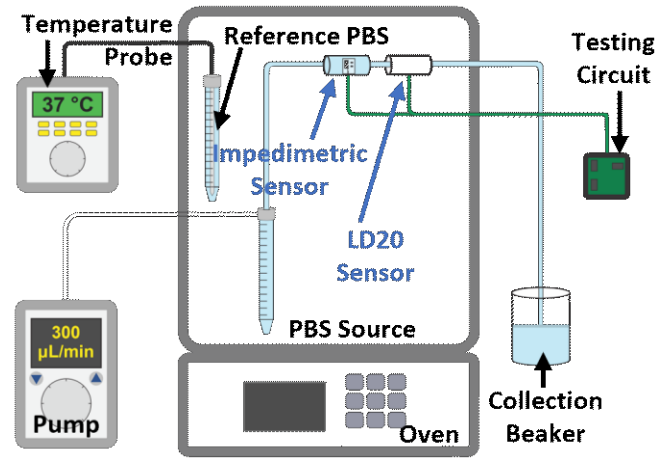 Temperature
Probe
Reference PBS
Testing
Circuit
37 °C
Impedimetric
Sensor
LD20
Sensor
300
µL/min
PBS Source
Pump
Oven
Collection
Beaker